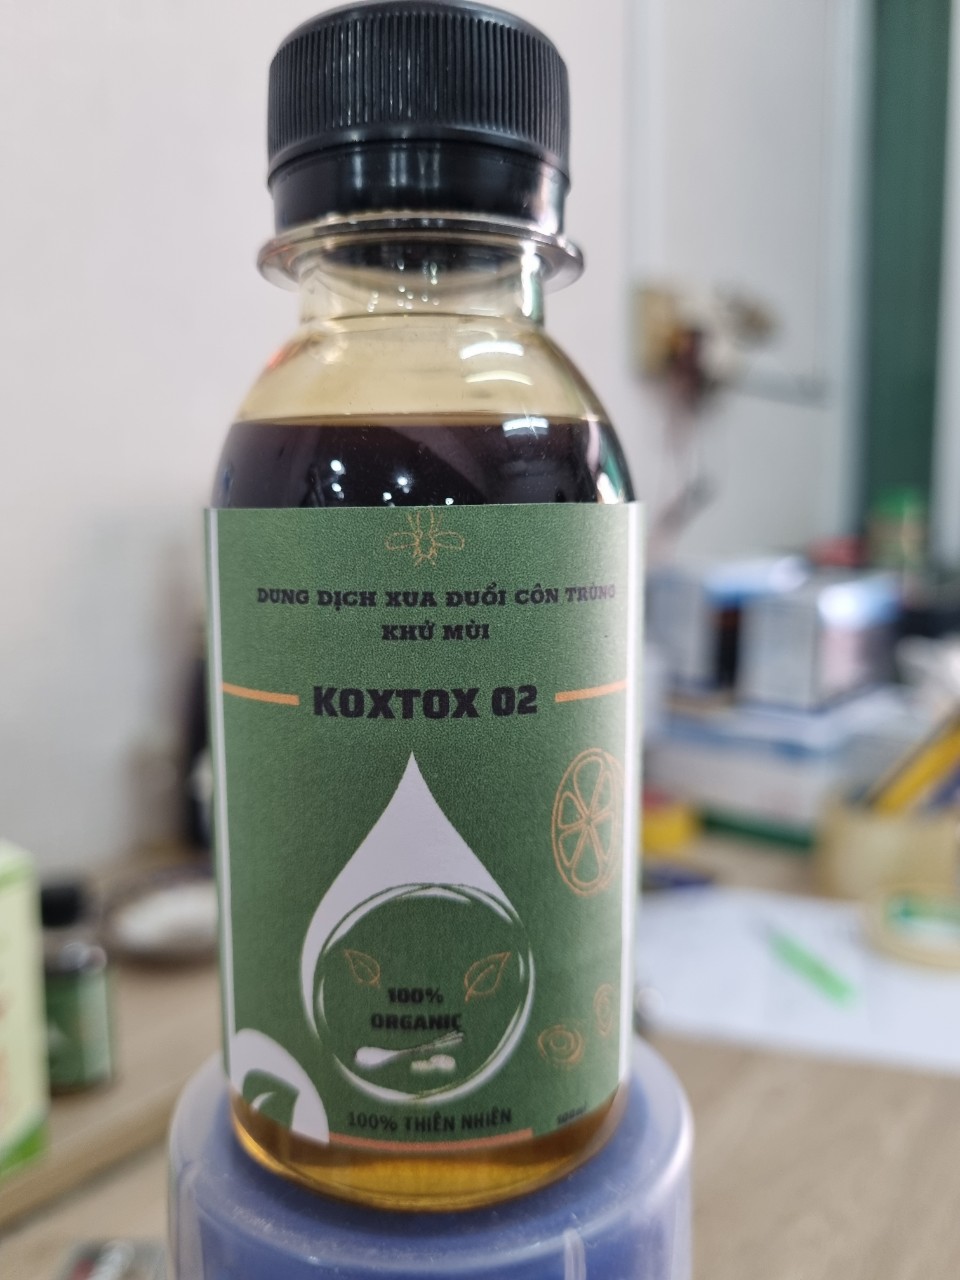 DUNG DỊCH XUA ĐUỔI CÔN TRÙNG
KHỬ MÙI
KOXTOX 02
100%
ORGANIC
100% THIÊN NHIÊN